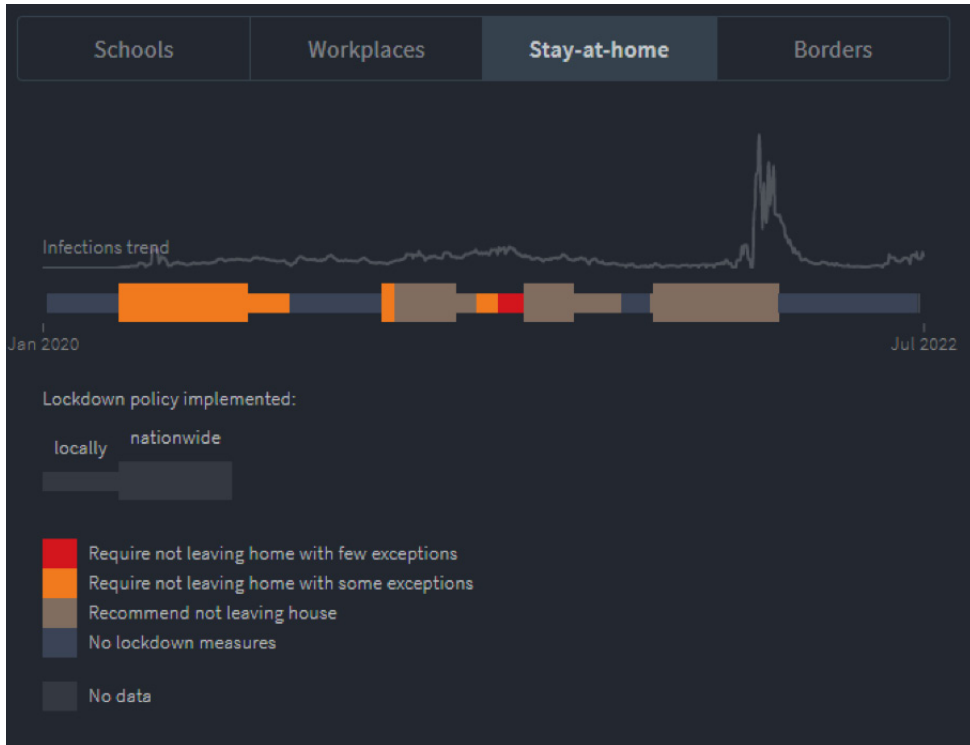 Schools Workplaces Stay-at-home Borders
Infections trend
Jan 2020 Jul 2022
Lockdown policy implemented:
locally nationwide
Require not leaving home with few exceptions
Require not leaving home with some exceptions
Recommend not leaving house
No lockdown measures
No data